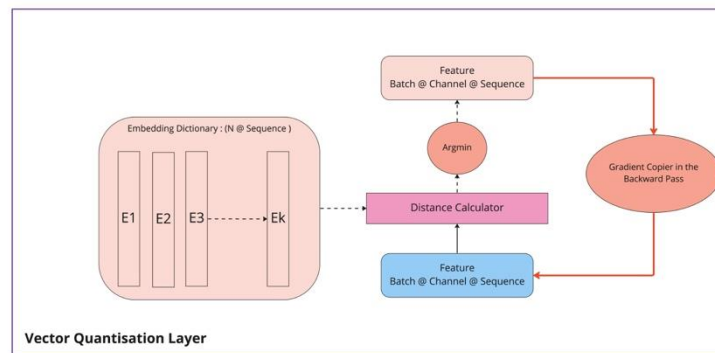 Feature
Batch @ Channel @ Sequence
Embedding Dictionary : (N @ Sequence )
Argmin
Gradient Copier in the
Backward Pass
E1
E2
E3
Ek
Distance Calculator
Feature
Batch @ Channel @ Sequence
Vector Quantisation Layer